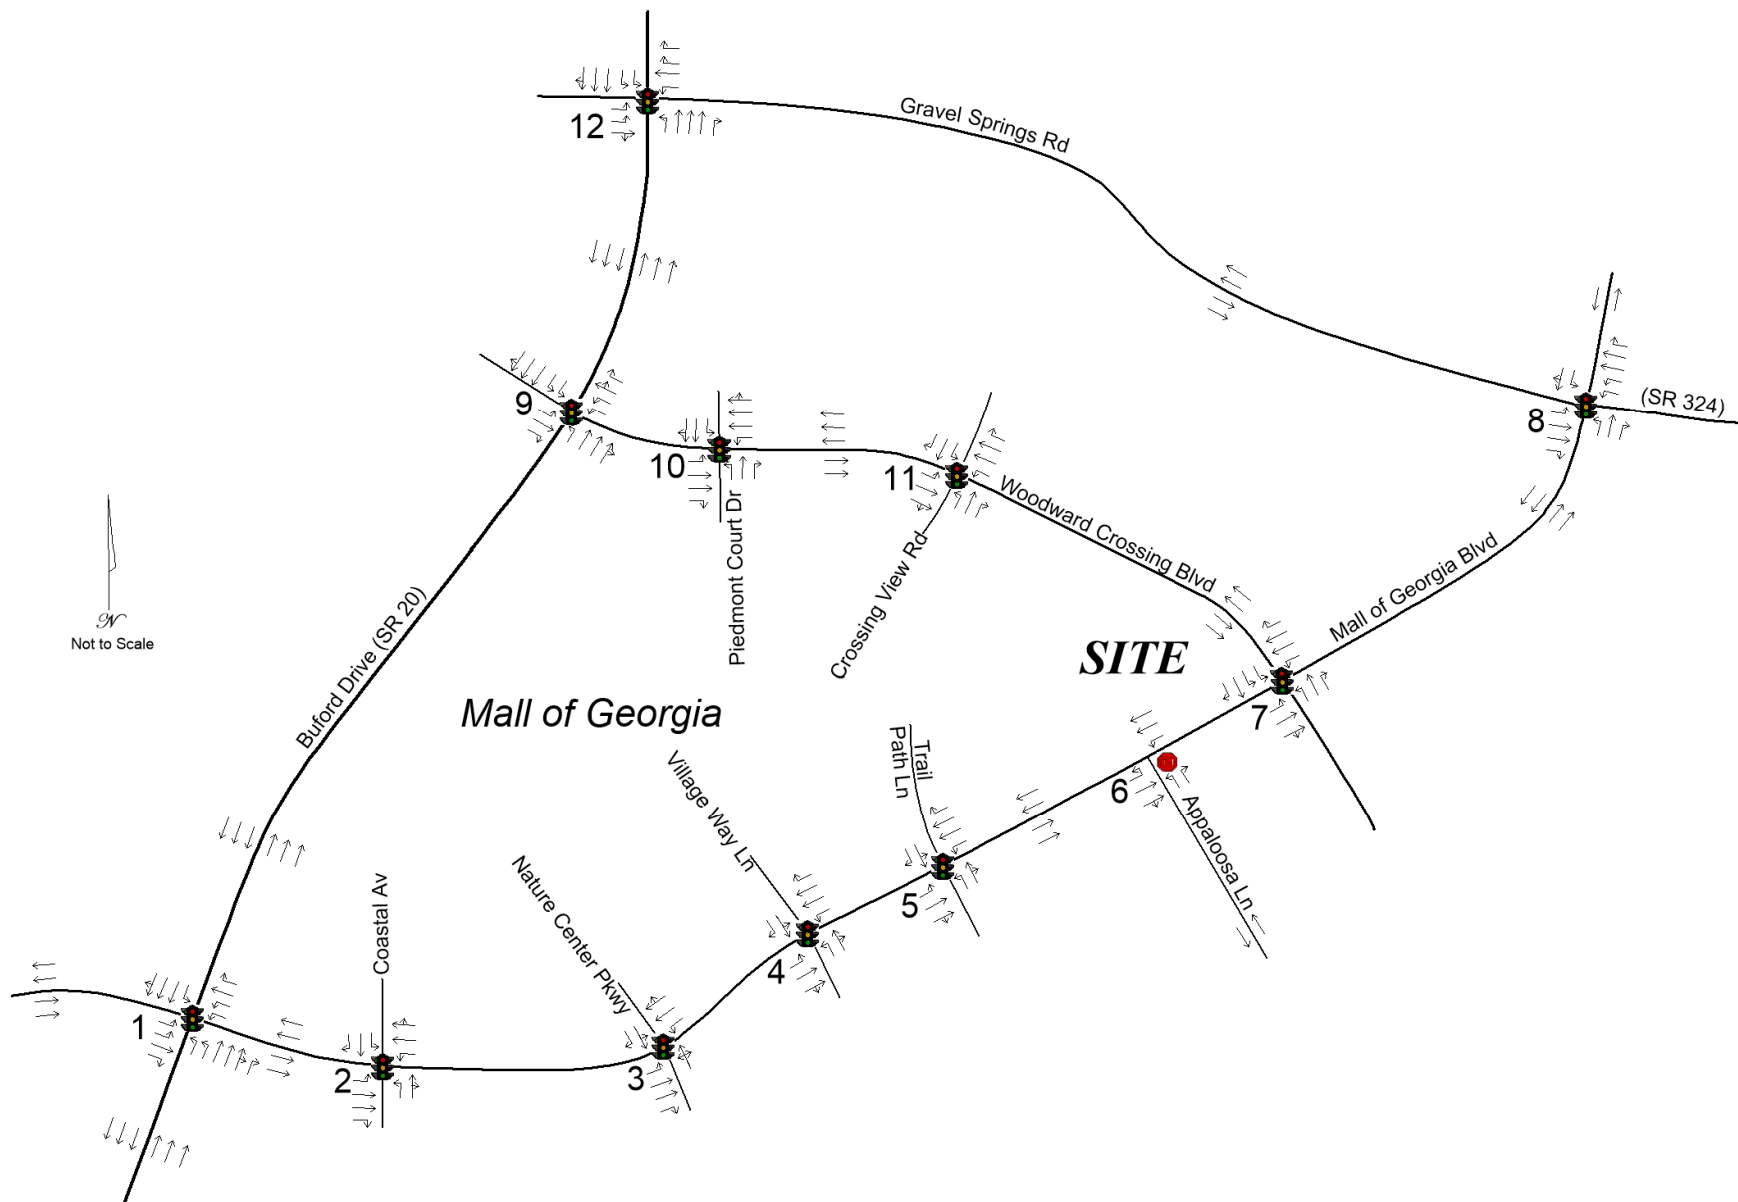 12
Gravel Springs Rd
9
10
11
8
(SR 324)
Woodward Crossing Blvd
Piedmont Court Dr
Crossing View Rd
Mall of Georgia Blvd
N
Not to Scale
Buford Drive (SR 20)
SITE
Mall of Georgia
7
Trail
Path Ln
Village Way Ln
6
Appaloosa Ln
5
Nature Center Pkwy
Coastal Av
4
1
2
3